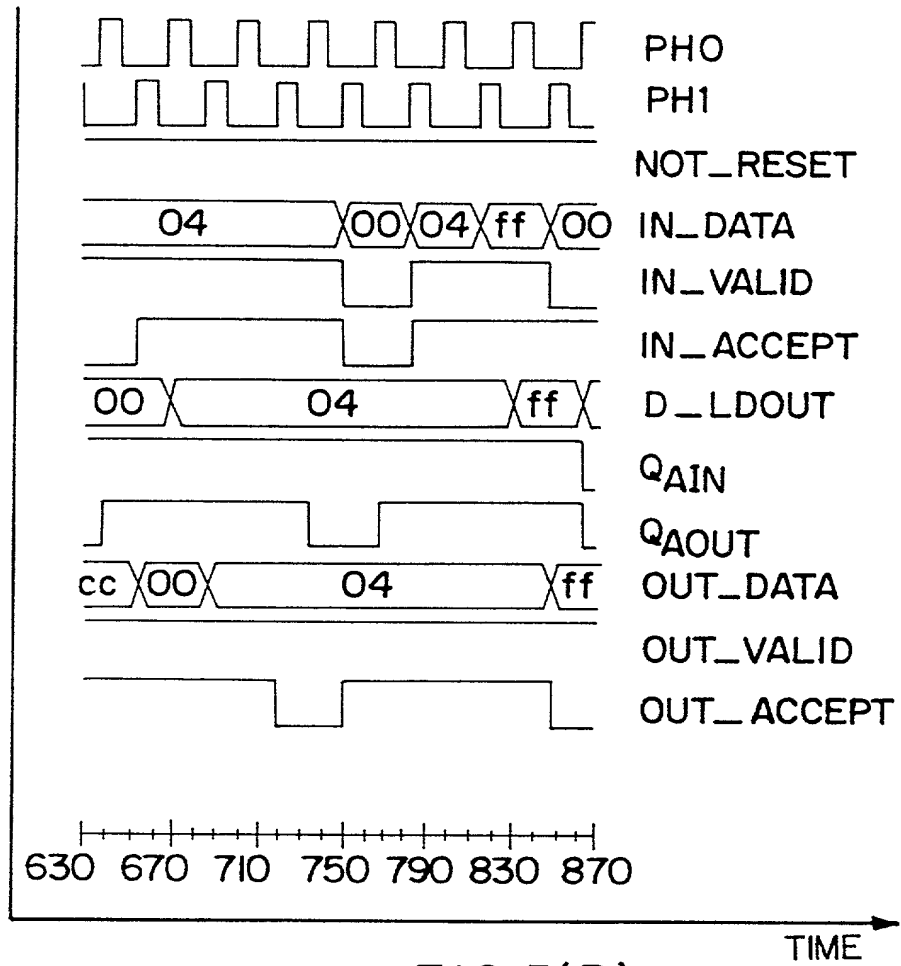 PH0
PH1
NOT_RESET
04 00 04 ff 00 IN_DATA
IN_VALID
IN_ACCEPT
00 04 ff D_LDOUT
QAIN
QAOUT
cc 00 04 ff OUT_DATA
OUT_VALID
OUT_ACCEPT
630 670 710 750 790 830 870
TIME